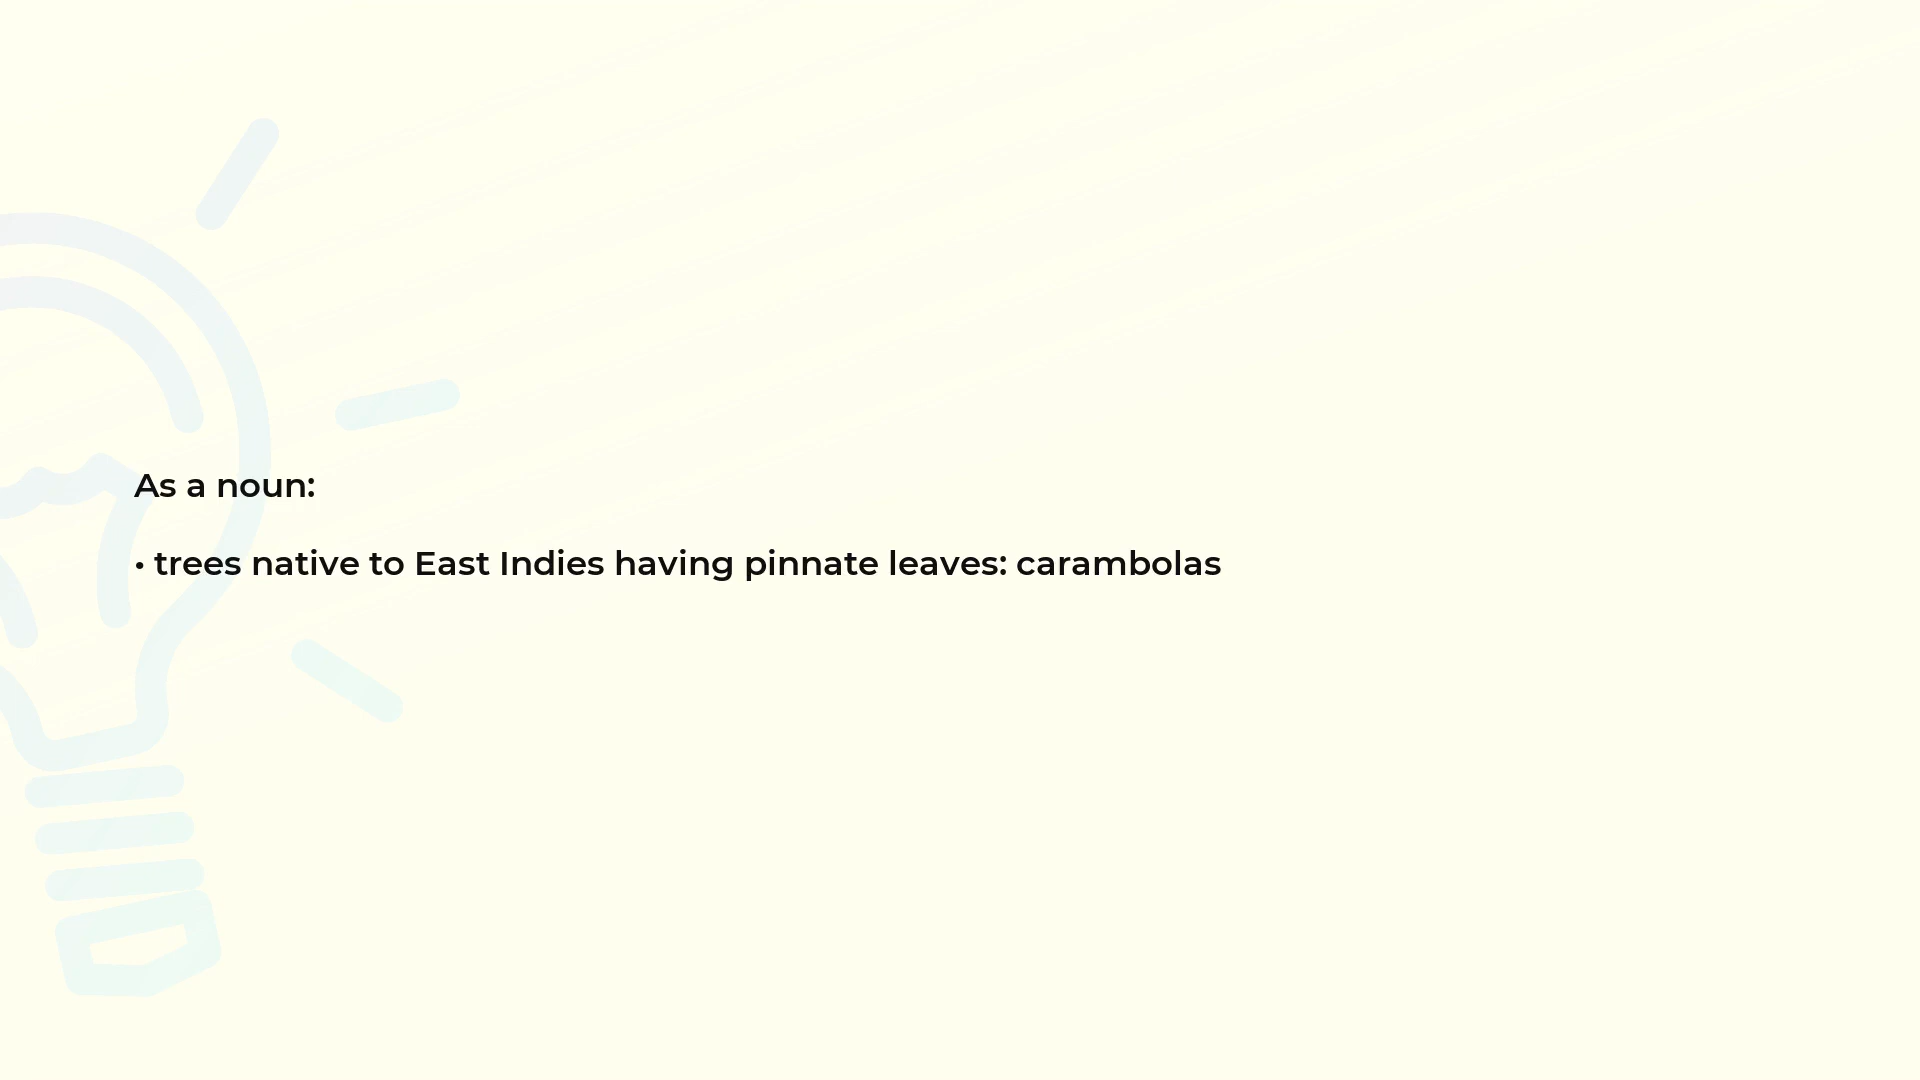 As a noun:
• trees native to East Indies having pinnate leaves: carambolas